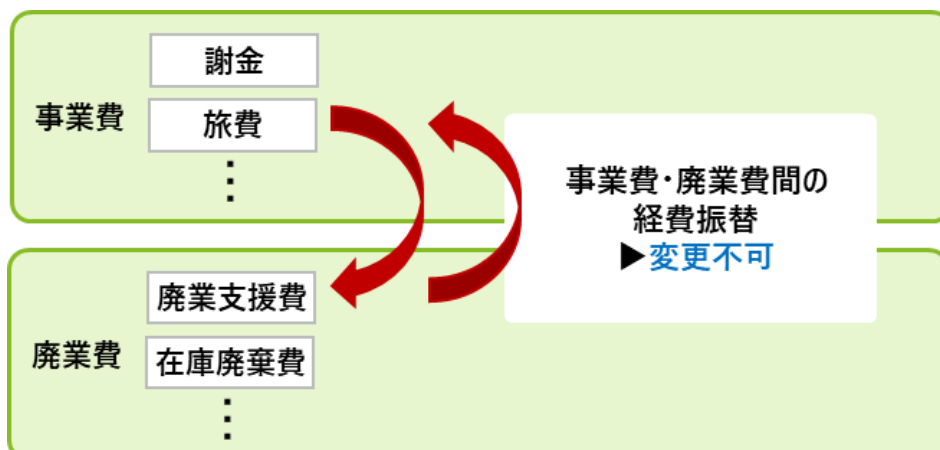 事業費
謝金
旅費
⋮
事業費・廃業費間の
経費振替
▶変更不可
廃業費
廃業支援費
在庫廃棄費
⋮